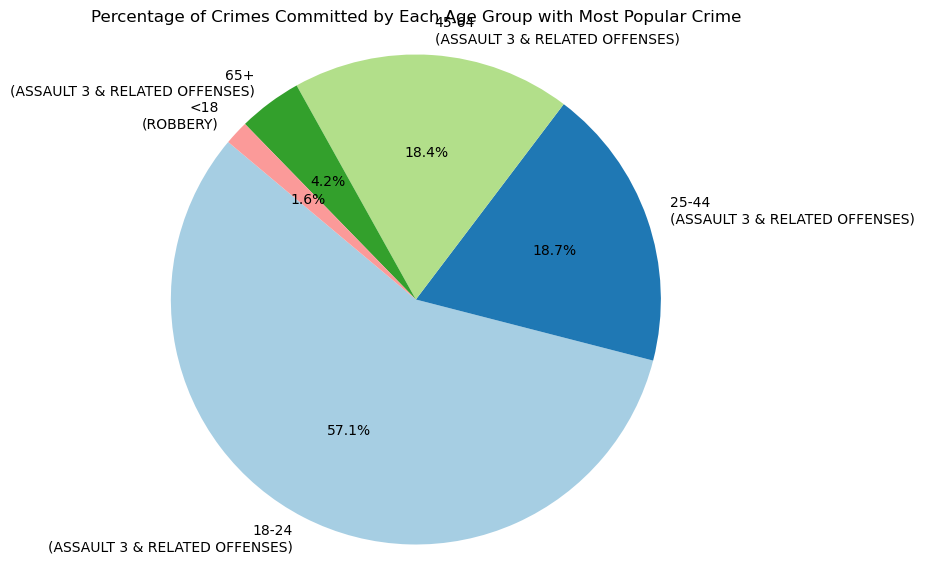 Percentage of Crimes Committed by Each Age Group with Most Popular Crime
45-64
(ASSAULT 3 & RELATED OFFENSES)
65+
(ASSAULT 3 & RELATED OFFENSES)
<18
(ROBBERY)
18.4%
4.2%
1.6%
25-44
(ASSAULT 3 & RELATED OFFENSES)
18.7%
57.1%
18-24
(ASSAULT 3 & RELATED OFFENSES)